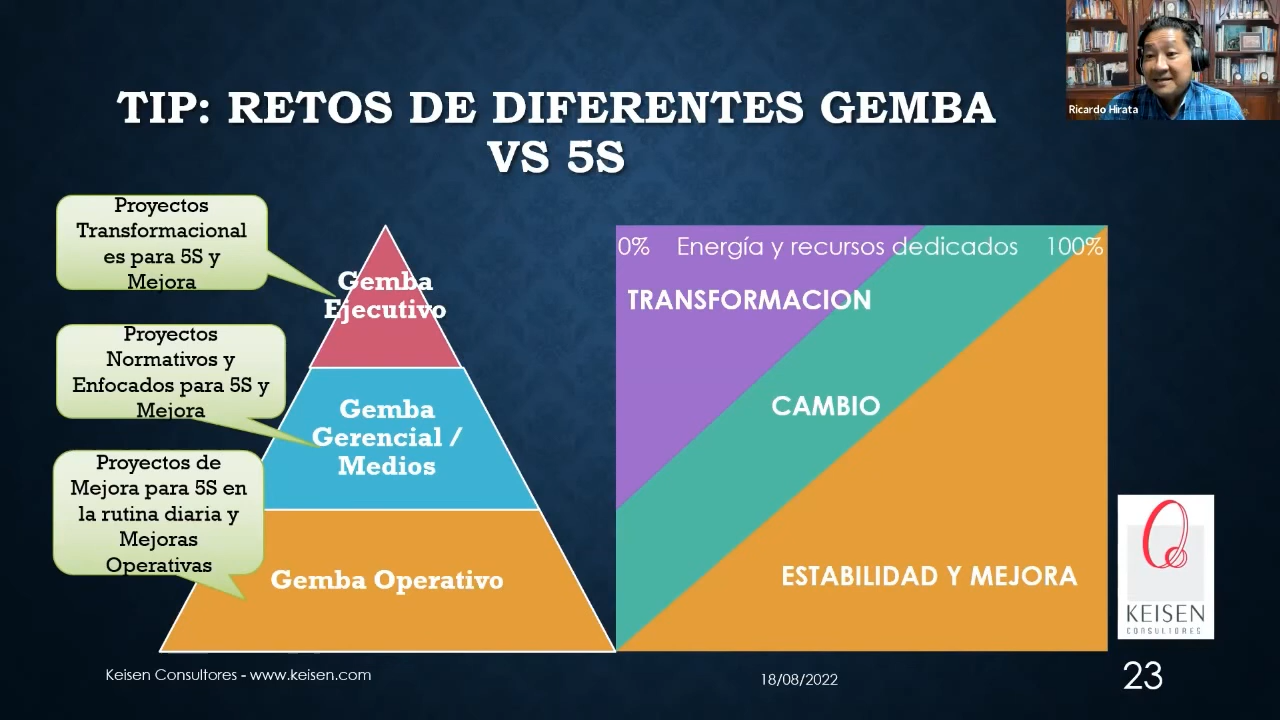 Ricardo Hirata
TIP: RETOS DE DIFERENTES GEMBA
VS 5S
Proyectos
Transformacional
es para 5S y
Mejora
Gemba
Ejecutivo
Proyectos
Normativos y
Enfocados para 5S y
Mejora
Gemba
Gerencial /
Medios
Proyectos de
Mejora para 5S en
la rutina diaria y
Mejoras
Operativas
Gemba Operativo
0% Energía y recursos dedicados 100%
TRANSFORMACION
CAMBIO
ESTABILIDAD Y MEJORA
KEISEN
CONSULTORES
Keisen Consultores - www.keisen.com
18/08/2022
23